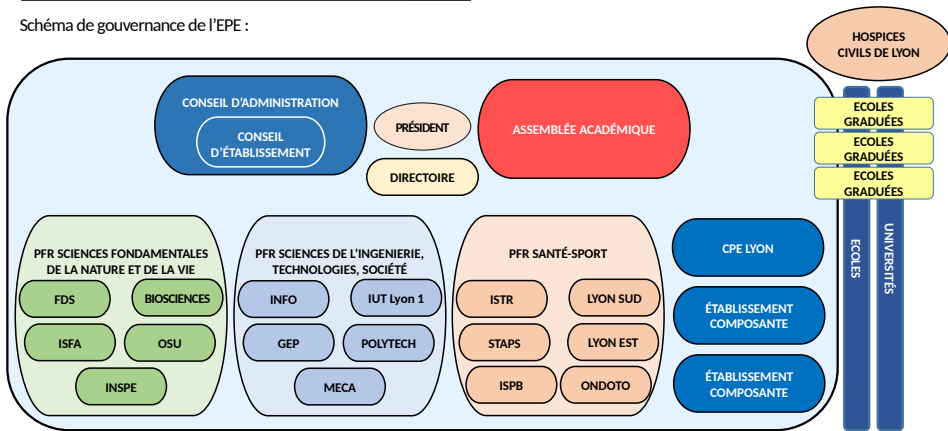 Schéma de gouvernance de l'EPE :
HOSPICES
CIVILS DE LYON
CONSEIL D'ADMINISTRATION
CONSEIL
D'ÉTABLISSEMENT
PRÉSIDENT
DIRECTOIRE
ASSEMBLÉE ACADÉMIQUE
ECOLES
GRADUÉES
ECOLES
GRADUÉES
ECOLES
GRADUÉES
ECOLES
UNIVERSITÉS
PFR SCIENCES FONDAMENTALES
DE LA NATURE ET DE LA VIE
FDS
BIOSCIENCES
ISFA
OSU
INSPE
PFR SCIENCES DE L'INGENIERIE,
TECHNOLOGIES, SOCIÉTÉ
INFO
IUT Lyon 1
GEP
POLYTECH
MECA
PFR SANTÉ-SPORT
ISTR
LYON SUD
STAPS
LYON EST
ISPB
ONDOTO
CPE LYON
ÉTABLISSEMENT
COMPOSANTE
ÉTABLISSEMENT
COMPOSANTE